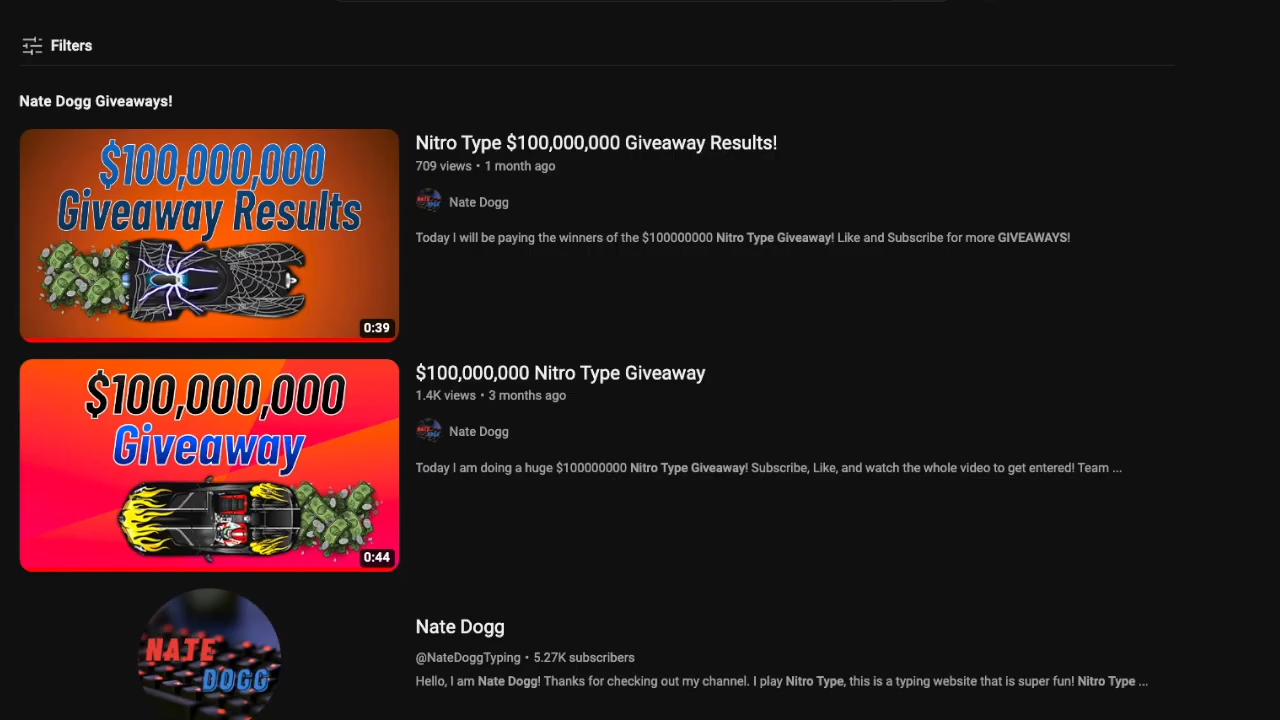 Filters
Nate Dogg Giveaways!
$100,000,000
Giveaway Results
0:39
Nitro Type $100,000,000 Giveaway Results!
709 views • 1 month ago
NATE
DOGG
Nate Dogg
Today I will be paying the winners of the $100000000 Nitro Type Giveaway! Like and Subscribe for more GIVEAWAYS!
$100,000,000
Giveaway
0:44
$100,000,000 Nitro Type Giveaway
1.4K views • 3 months ago
NATE
DOGG
Nate Dogg
Today I am doing a huge $100000000 Nitro Type Giveaway! Subscribe, Like, and watch the whole video to get entered! Team ...
NATE
DOGG
Nate Dogg
@NateDoggTyping • 5.27K subscribers
Hello, I am Nate Dogg! Thanks for checking out my channel. I play Nitro Type, this is a typing website that is super fun! Nitro Type ...